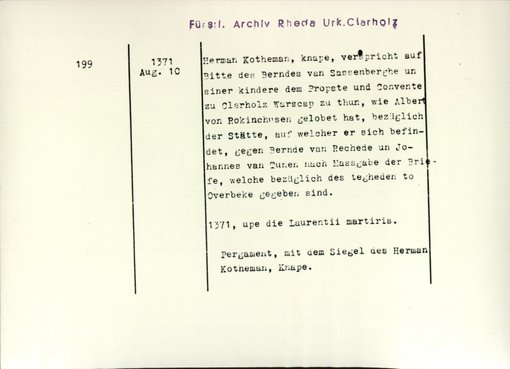 Fürstl. Archiv Rheda Urk. Clarholz
199
1371
Aug. 10
Herman Kotheman, knape, verspricht auf
Bitte des Berndes van Sassenberghe un
siner kindere dem Propste und Convente
zu Clarholz Warscap zu thun, wie Albert
von Rokinchusen gelobet hat, bezüglich
der Stätte, auf welcher er sich befin-
det, gegen Bernde van Rechede un Jo-
hannes van Tunen nach Massgabe der Brie-
fe, welche bezüglich des tegheden to
Overbeke gegeben sind.
1371, upe die Laurentii martiris.
Pergament, mit dem Siegel des Herman
Kotheman, Knape.